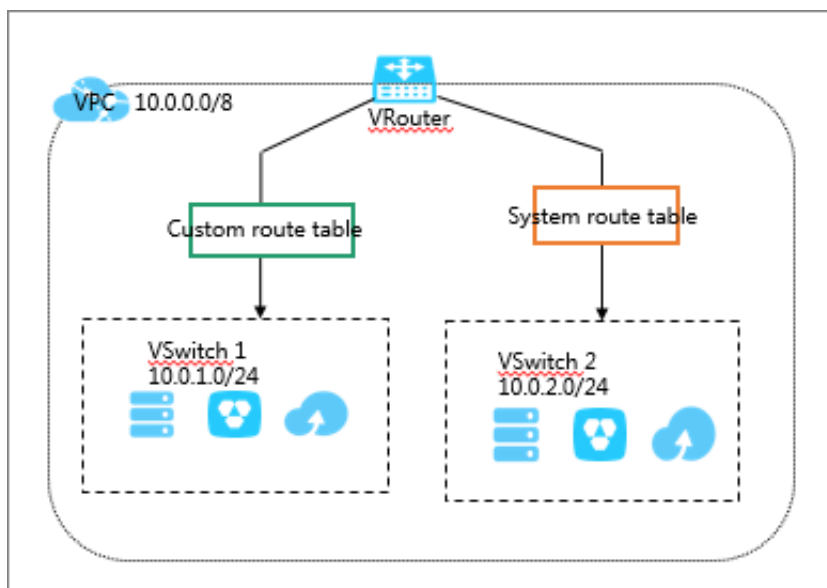 VPC 10.0.0.0/8
VRouter
Custom route table
System route table
VSwitch 1
10.0.1.0/24
VSwitch 2
10.0.2.0/24